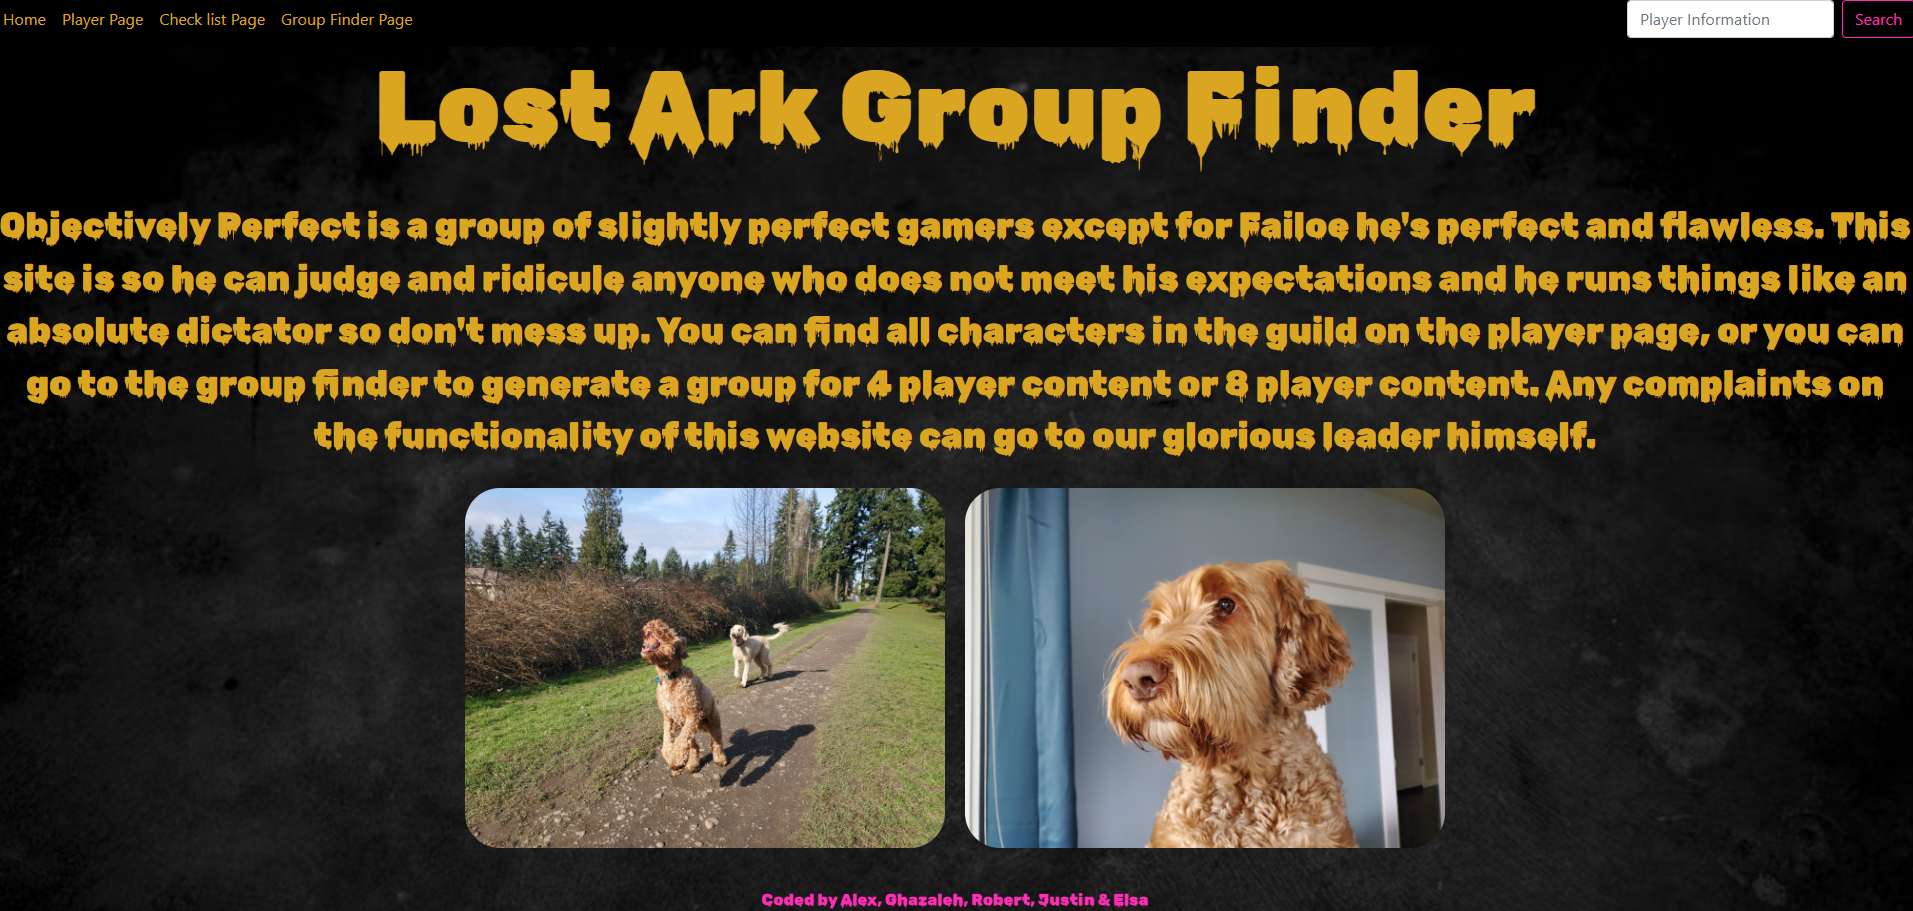 Home Player Page Check list Page Group Finder Page Player Information Search
Lost Ark Group Finder
Objectively Perfect is a group of slightly perfect gamers except for Failoe he's perfect and flawless. This
site is so he can judge and ridicule anyone who does not meet his expectations and he runs things like an
absolute dictator so don't mess up. You can find all characters in the guild on the player page, or you can
go to the group finder to generate a group for 4 player content or 8 player content. Any complaints on
the functionality of this website can go to our glorious leader himself.
Coded by Alex, Ghazaleh, Robert, Justin & Elsa